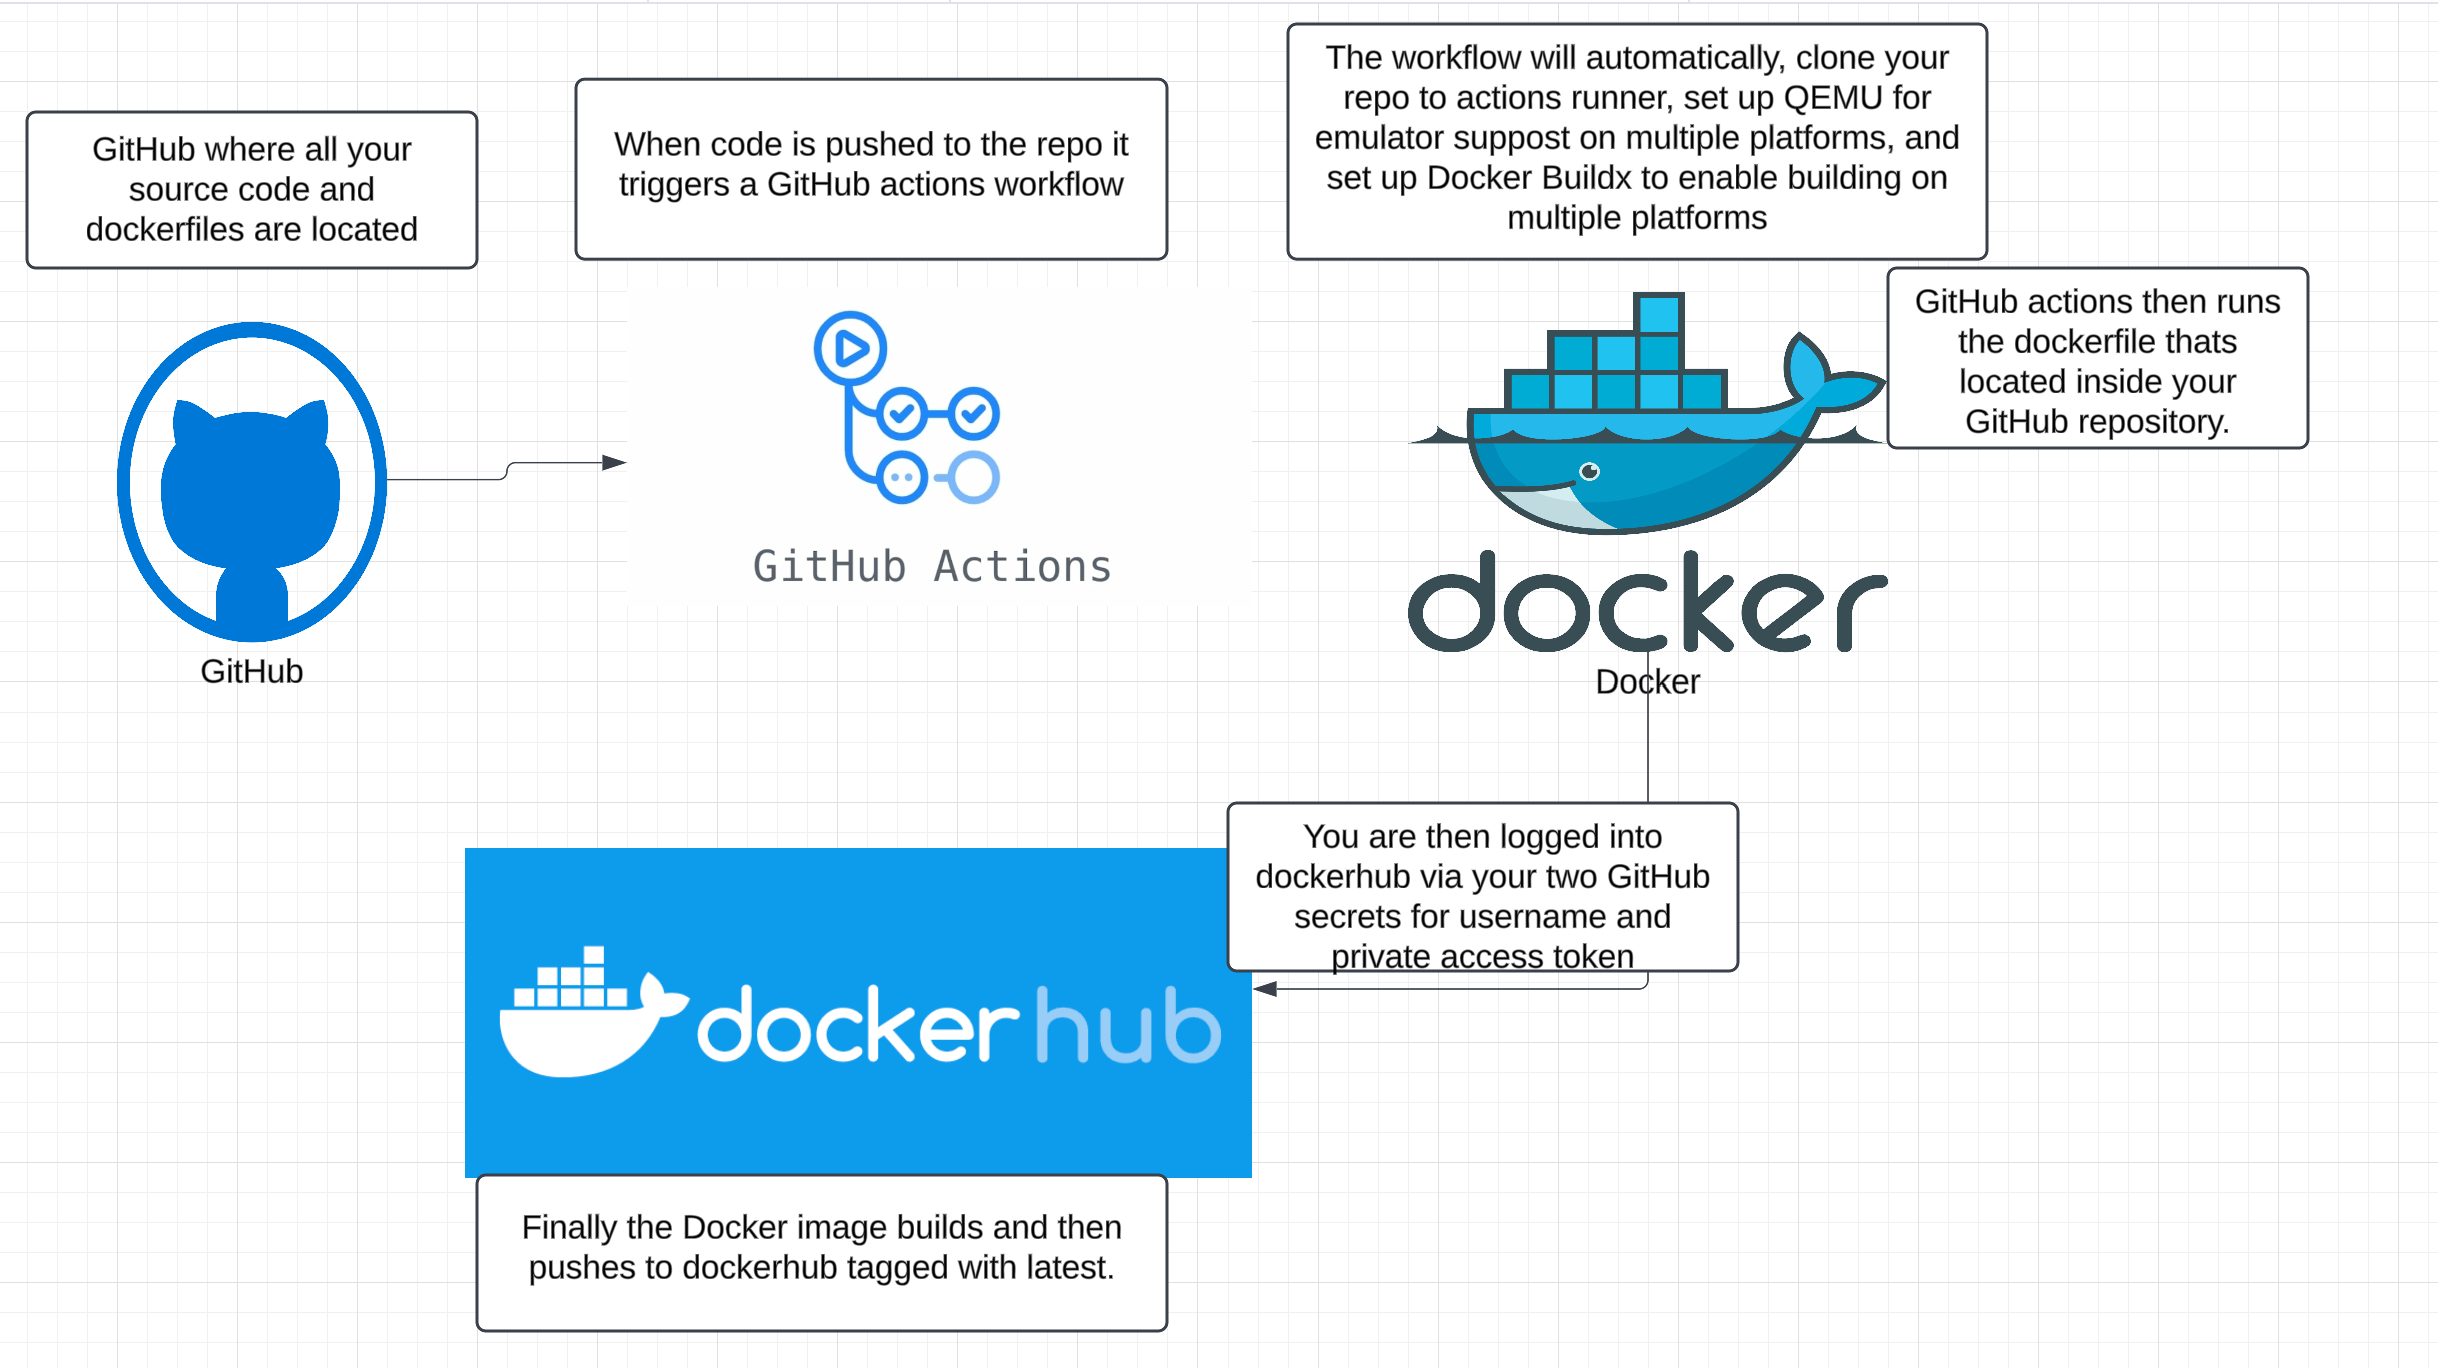 GitHub where all your
source code and
dockerfiles are located
When code is pushed to the repo it
triggers a GitHub actions workflow
The workflow will automatically, clone your
repo to actions runner, set up QEMU for
emulator suppost on multiple platforms, and
set up Docker Buildx to enable building on
multiple platforms
GitHub actions then runs
the dockerfile thats
located inside your
GitHub repository.
GitHub
GitHub Actions
docker
Docker
You are then logged into
dockerhub via your two GitHub
secrets for username and
private access token
docker hub
Finally the Docker image builds and then
pushes to dockerhub tagged with latest.